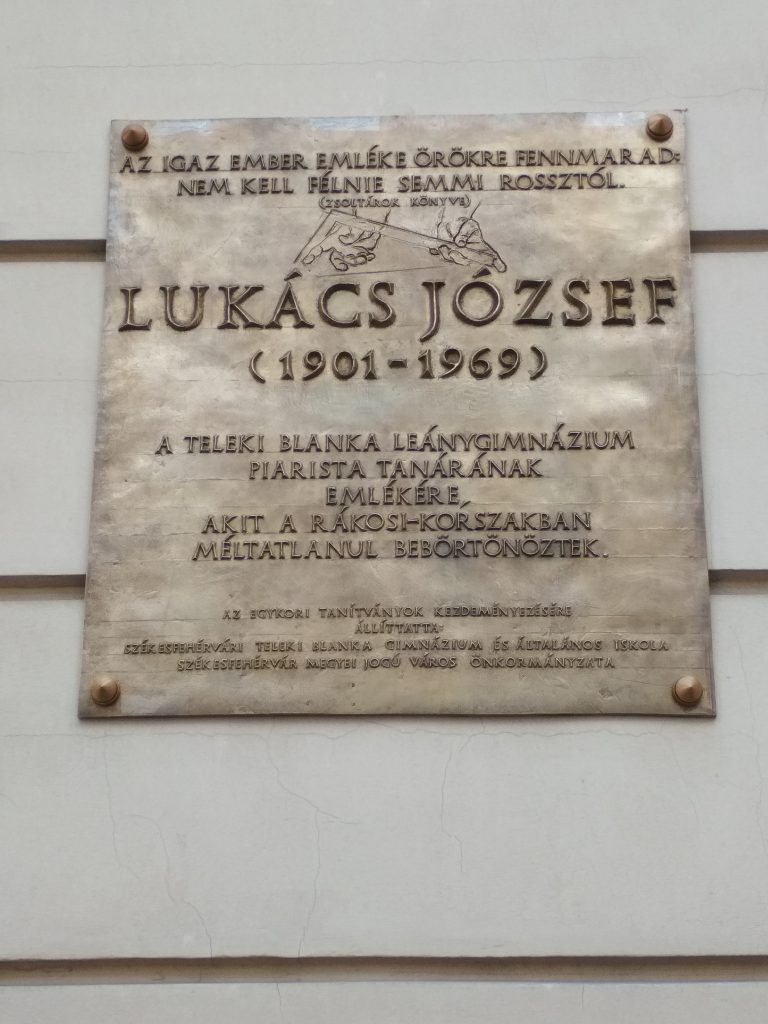 AZ IGAZ EMBER EMLÉKE ÖRÖKRE FENNMARAD:
NEM KELL FÉLNIE SEMMI ROSSZTÓL.
(ZSOLTÁROK KÖNYVE)
LUKÁCS JÓZSEF
(1901-1969)
A TELEKI BLANKA LEÁNYGIMNÁZIUM
PIARISTA TANÁRÁNAK
EMLÉKÉRE,
AKIT A RÁKOSI-KORSZAKBAN
MÉLTATLANUL BEBÖRTÖNÖZTEK.
AZ EGYKORI TANÍTVÁNYOK KEZDEMÉNYEZÉSÉRE
ÁLLÍTTATTA:
SZÉKESFEHÉRVÁRI TELEKI BLANKA GIMNÁZIUM ÉS ÁLTALÁNOS ISKOLA
SZÉKESFEHÉRVÁR MEGYEI JOGÚ VÁROS ÖNKORMÁNYZATA